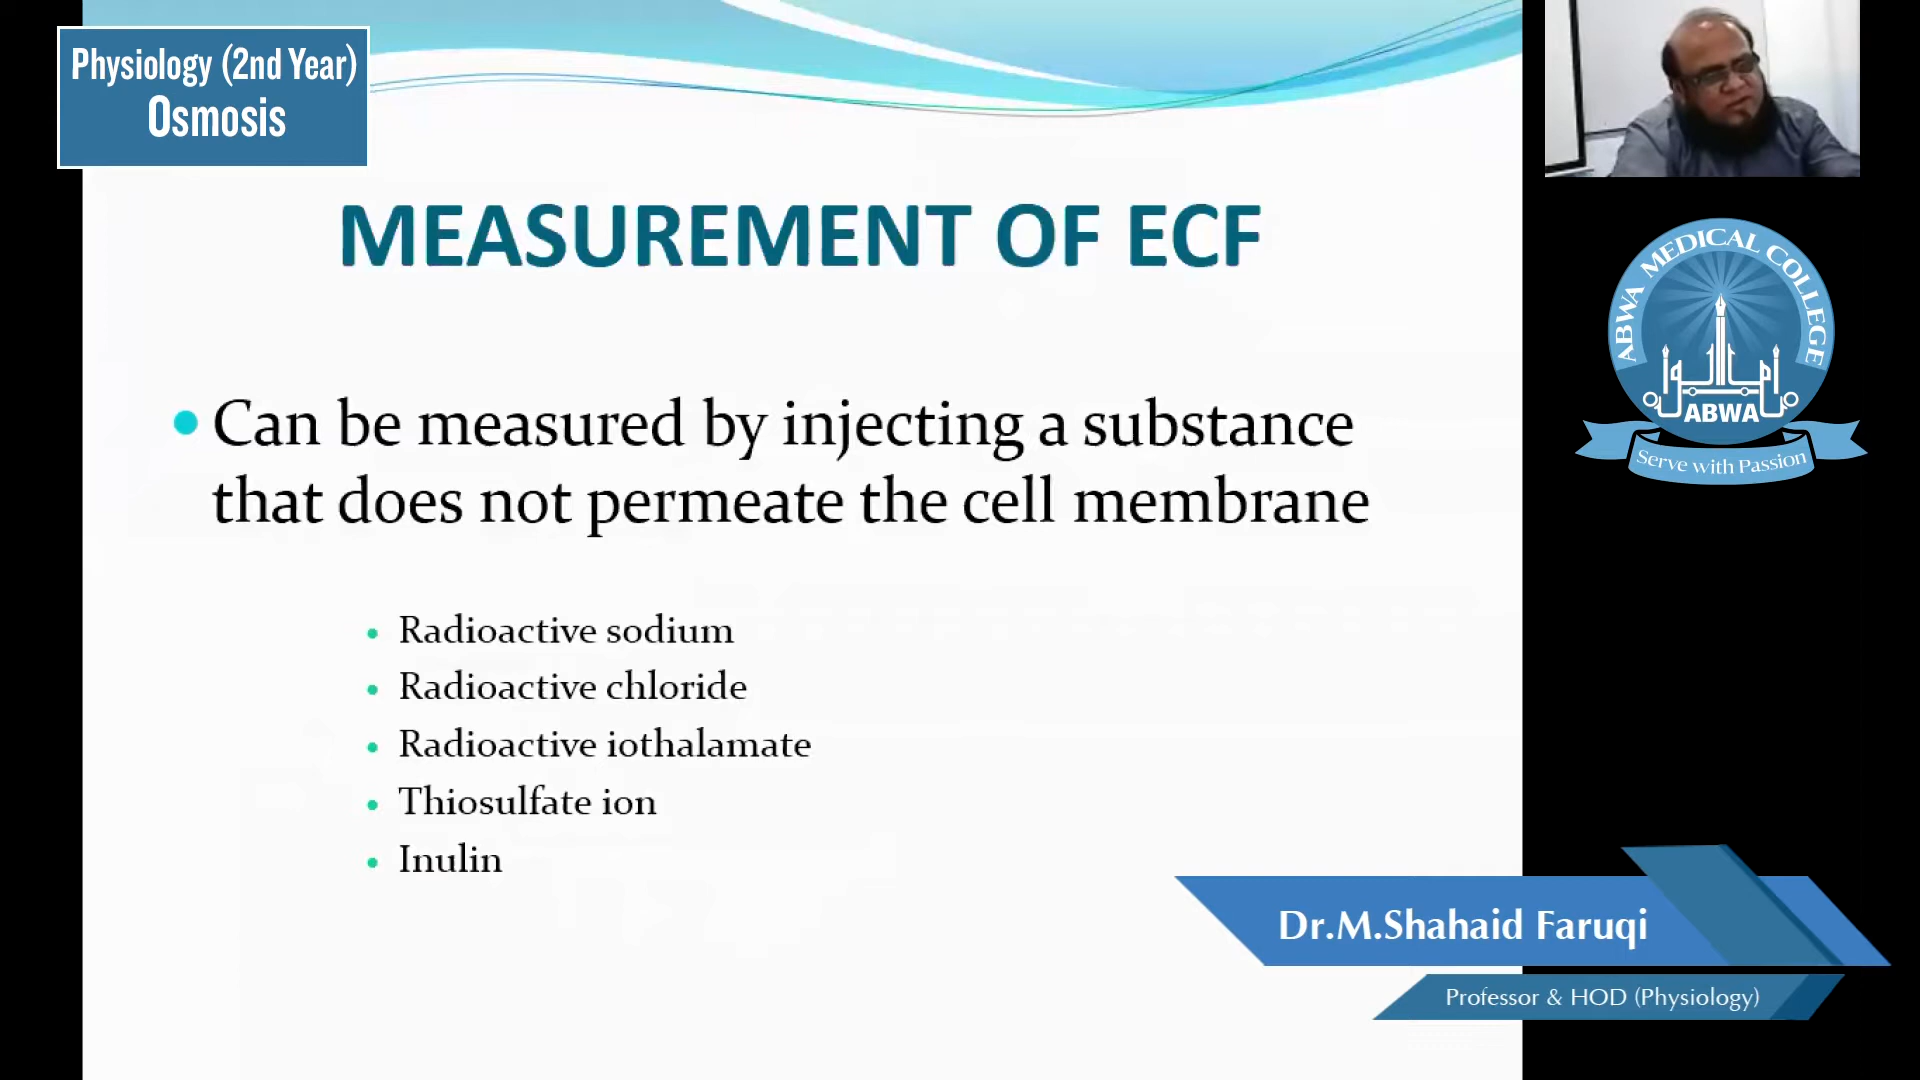 Physiology (2nd Year)
Osmosis
MEASUREMENT OF ECF
• Can be measured by injecting a substance
that does not permeate the cell membrane
• Radioactive sodium
• Radioactive chloride
• Radioactive iothalamate
• Thiosulfate ion
• Inulin
ABWA MEDICAL COLLEGE
ABWA
Serve with Passion
Dr.M.Shahaid Faruqi
Professor & HOD (Physiology)